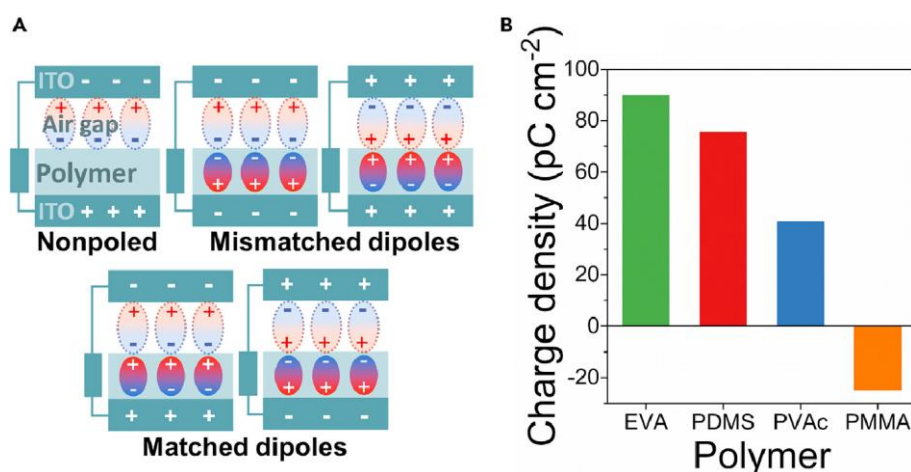 A
ITO - - - - - - + + +
+ + + + + + - - -
Air gap
- - - - - - + + +
Polymer - - - + + +
+ + + - - -
ITO + + + - - - + + +
Nonpoled Mismatched dipoles
- - - + + +
+ + + - - -
- - - + + +
+ + + - - -
- - - + + +
+ + + - - -
Matched dipoles
B
Charge density (pC cm⁻²)
100
80
60
40
20
0
-20
EVA PDMS PVAc PMMA
Polymer